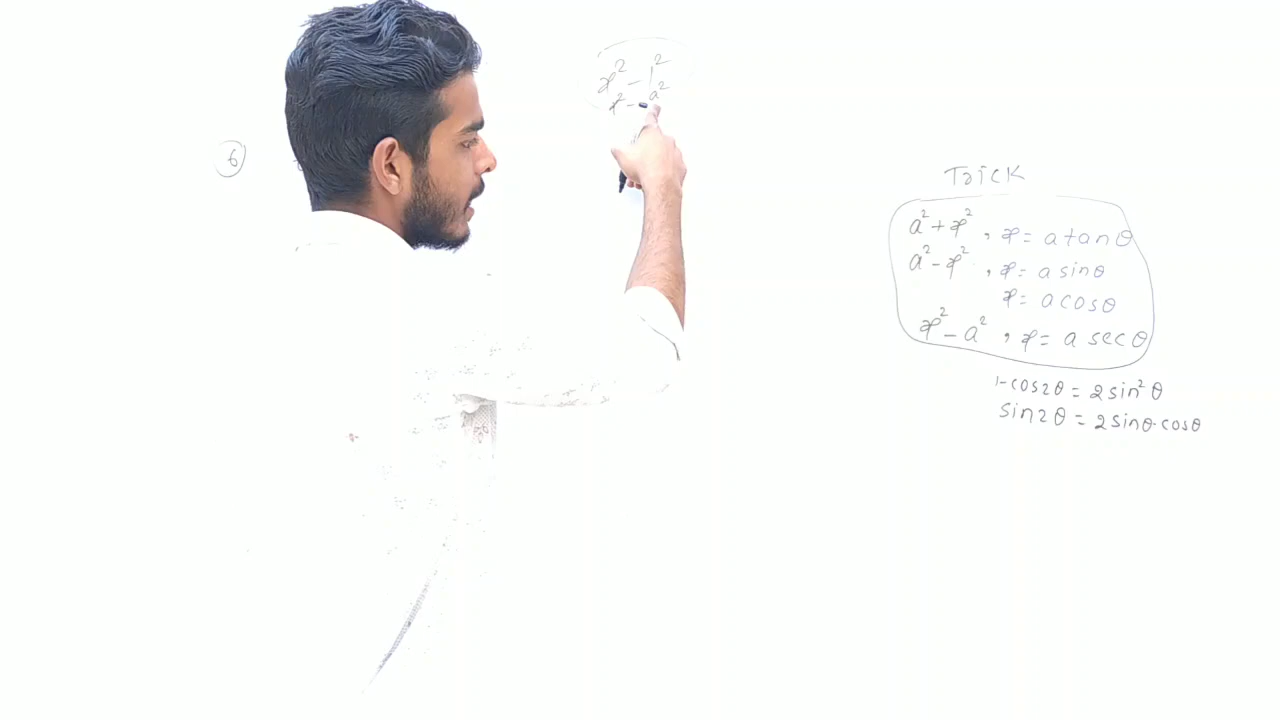 x² - 1²
x² - a²
6
Trick
a² + x², x = a tanθ
a² - x², x = a sinθ
x = a cosθ
x² - a², x = a secθ
1-cos2θ = 2sin²θ
sin2θ = 2sinθ.cosθ